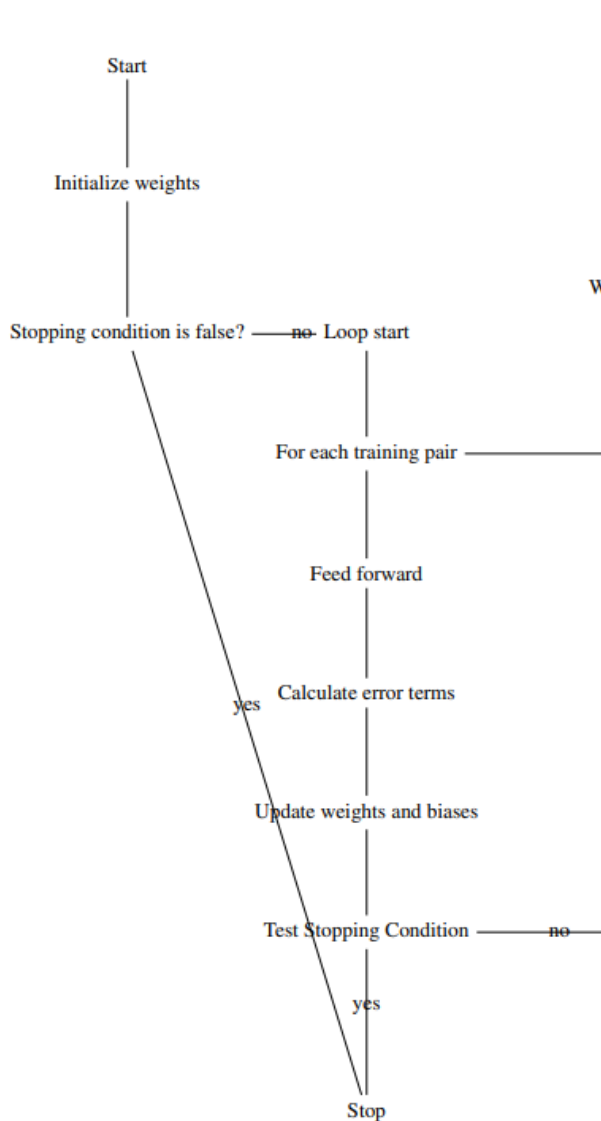 Start
Initialize weights
W
Stopping condition is false?
no
Loop start
For each training pair
Feed forward
Calculate error terms
yes
Update weights and biases
Test Stopping Condition
no
yes
Stop